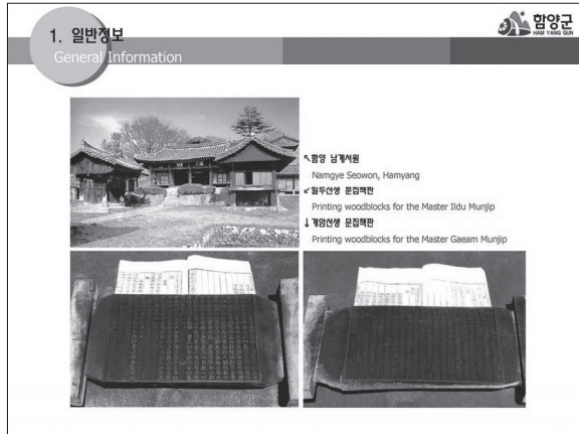 1. 일반정보
General Information
함양군
HAM YANG GUN
↖함양 남계서원
Namgye Seowon, Hamyang
↙일두선생 문집책판
Printing woodblocks for the Master Ildu Munjip
↓개암선생 문집책판
Printing woodblocks for the Master Gaeam Munjip